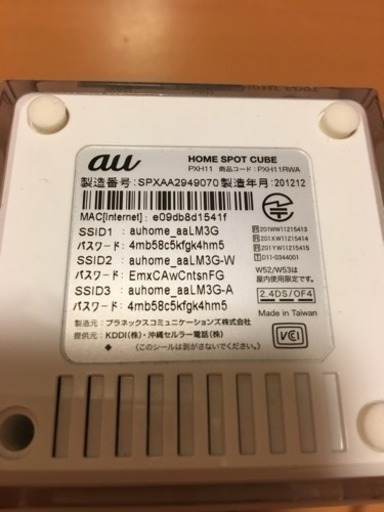 au
HOME SPOT CUBE
PXH11 商品コード：PXH11RWA
製造番号：SPXAA2949070 製造年月：201212
MAC[Internet]：e09db8d1541f
SSID1 ：auhome_aaLM3G
パスワード：4mb58c5kfgk4hm5
SSID2 ：auhome_aaLM3G-W
パスワード：EmxCAwCntsnFG
SSID3 ：auhome_aaLM3G-A
パスワード：4mb58c5kfgk4hm5
R 201WW11215413
R 201XW11215414
R 201YW11215415
T D11-0344001
W52/W53は
屋内使用限定です。
2.4DS/OF4
Made in Taiwan
製造元：プラネックスコミュニケーションズ株式会社
提供元：KDDI(株)・沖縄セルラー電話(株)
(このシールは剥がさないでください。)
VCCI